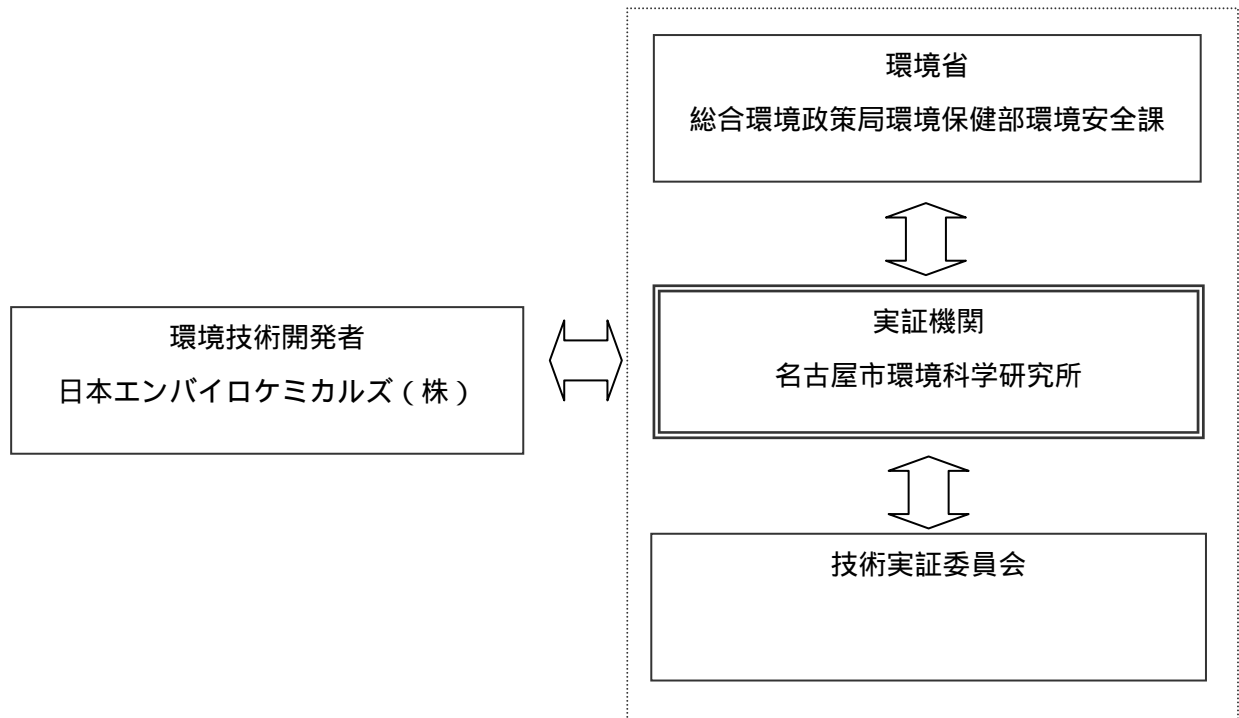 環境省
総合環境政策局環境保健部環境安全課
実証機関
名古屋市環境科学研究所
環境技術開発者
日本エンバイロケミカルズ(株)
技術実証委員会